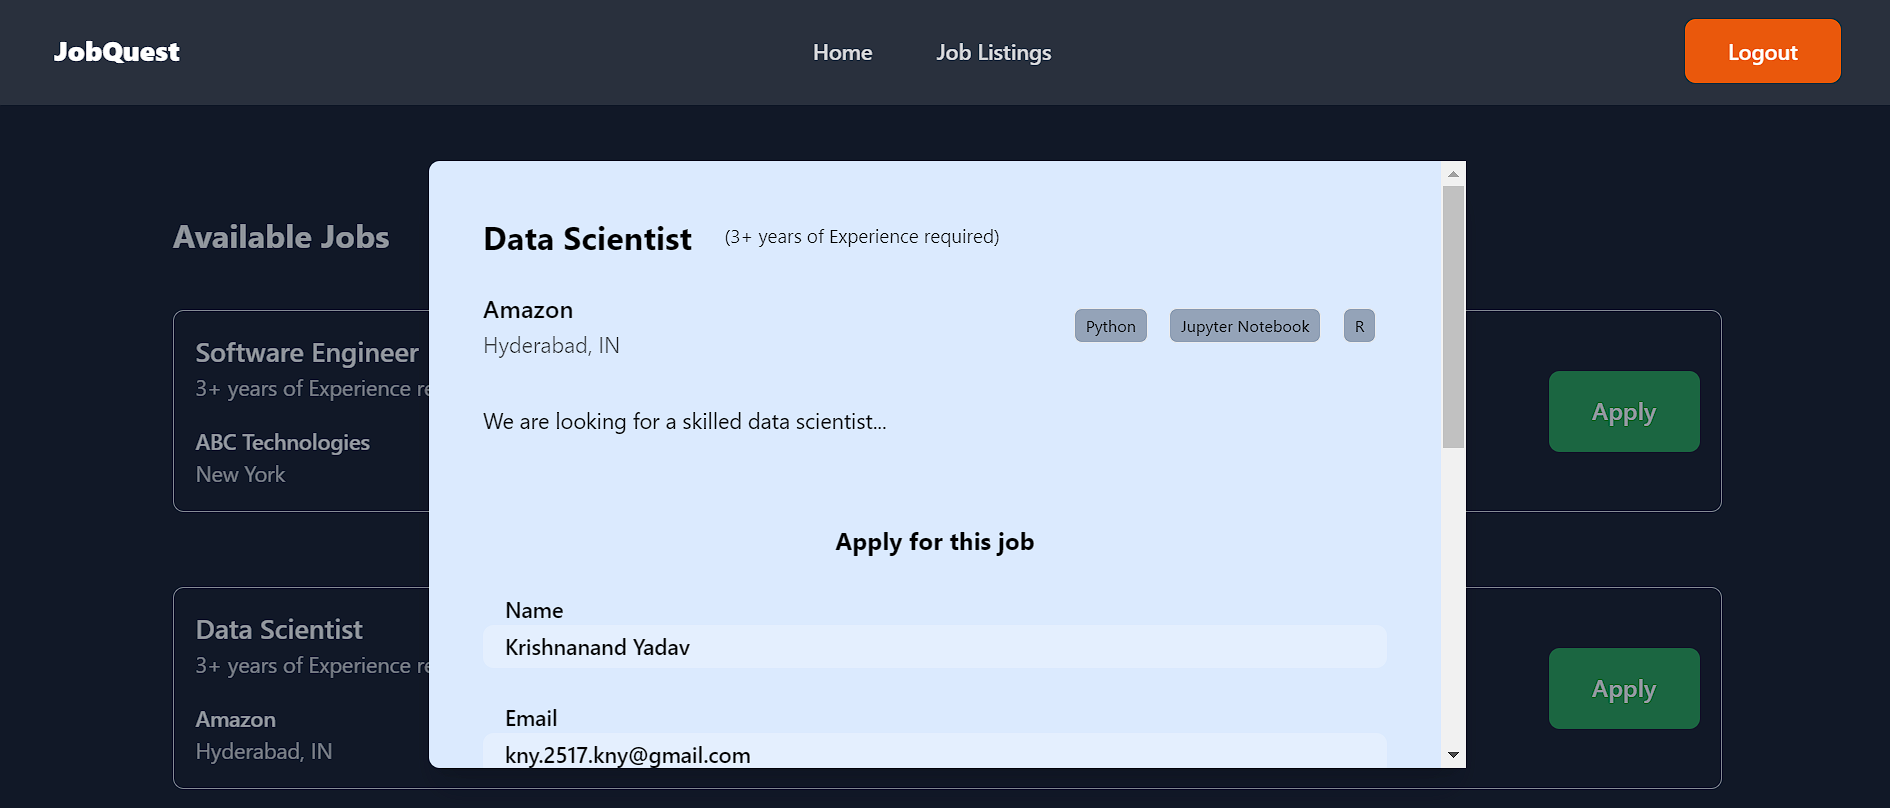 JobQuest
Home
Job Listings
Logout
Available Jobs
Software Engineer
3+ years of Experience
ABC Technologies
New York
Apply
Data Scientist
3+ years of Experience
Amazon
Hyderabad, IN
Apply
Data Scientist (3+ years of Experience required)
Amazon
Hyderabad, IN
Python
Jupyter Notebook
R
We are looking for a skilled data scientist...
Apply for this job
Name
Krishnanand Yadav
Email
kny.2517.kny@gmail.com